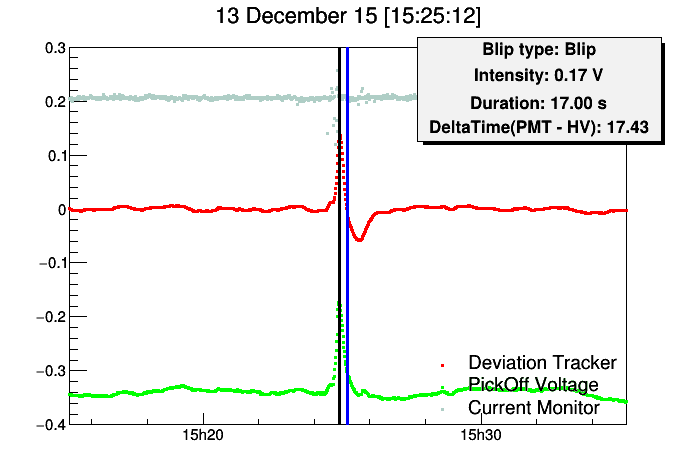 13 December 15 [15:25:12]
Blip type: Blip
Intensity: 0.17 V
Duration: 17.00 s
DeltaTime(PMT - HV): 17.43
0.3
0.2
0.1
0
−0.1
−0.2
−0.3
−0.4
Deviation Tracker
PickOff Voltage
Current Monitor
15h20
15h30